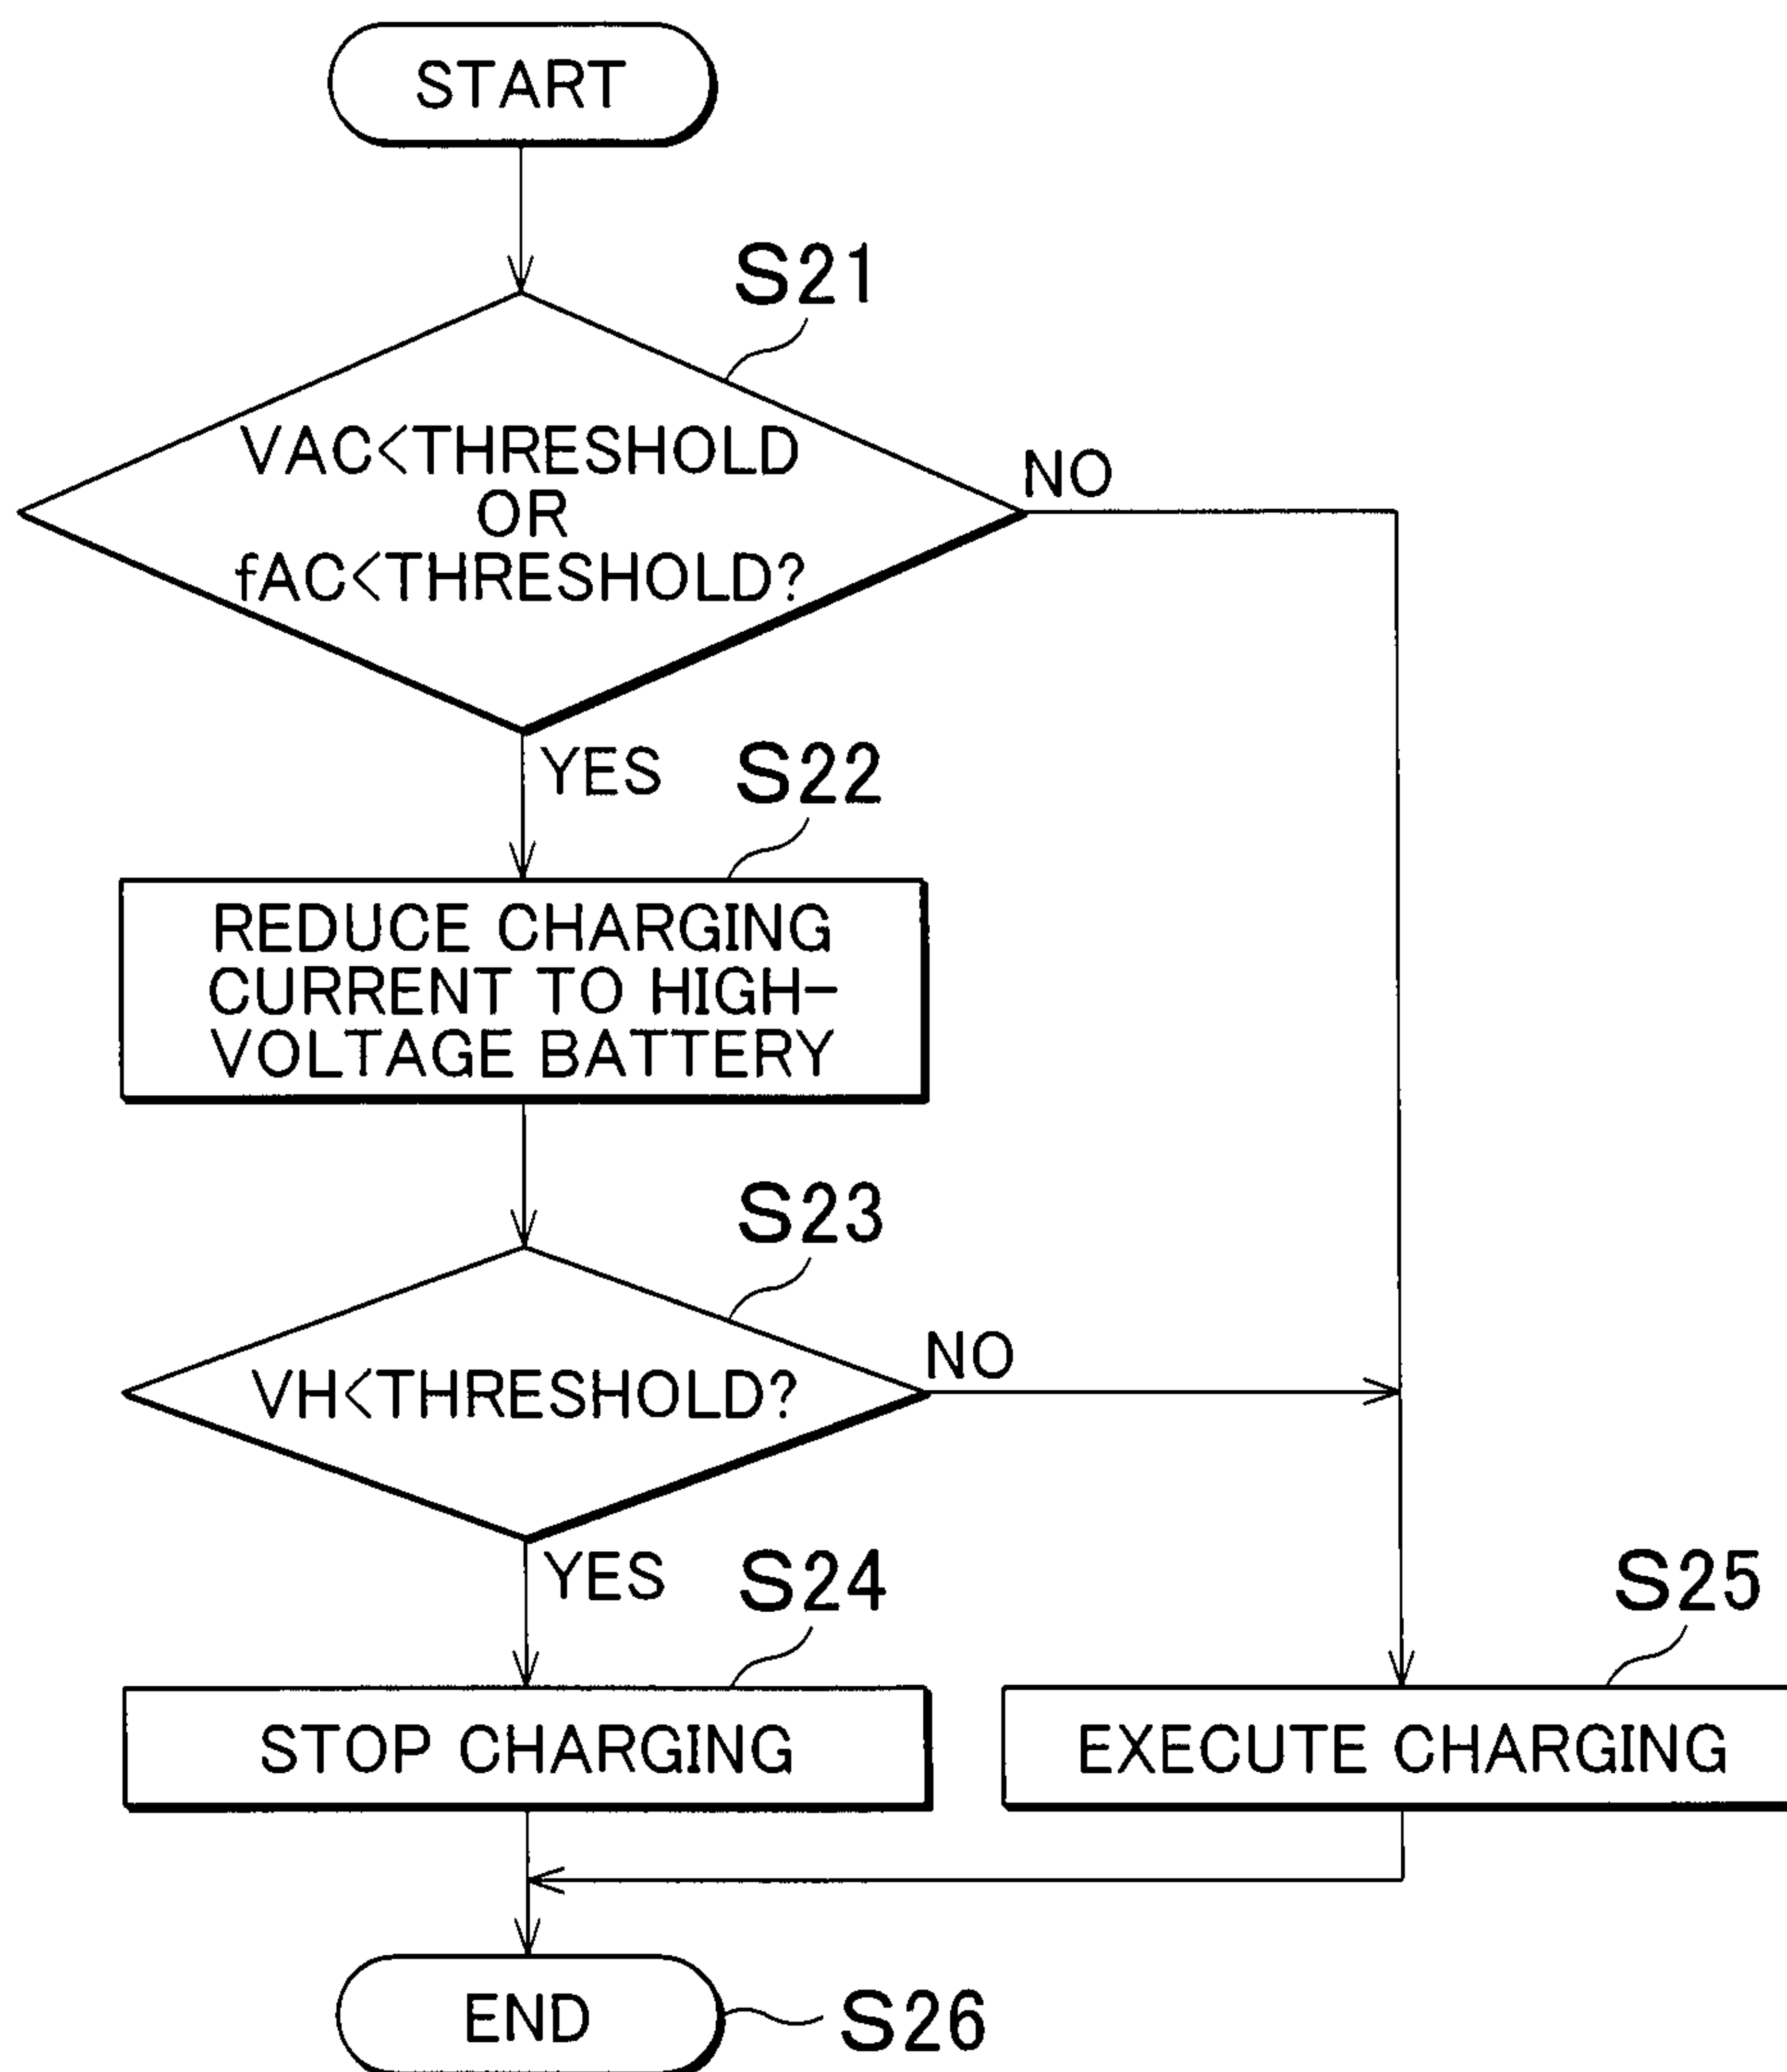 START
S21
VAC<THRESHOLD
OR
fAC<THRESHOLD?
NO
YES
S22
REDUCE CHARGING
CURRENT TO HIGH-
VOLTAGE BATTERY
S23
VH<THRESHOLD?
NO
YES
S24
S25
STOP CHARGING
EXECUTE CHARGING
END
S26